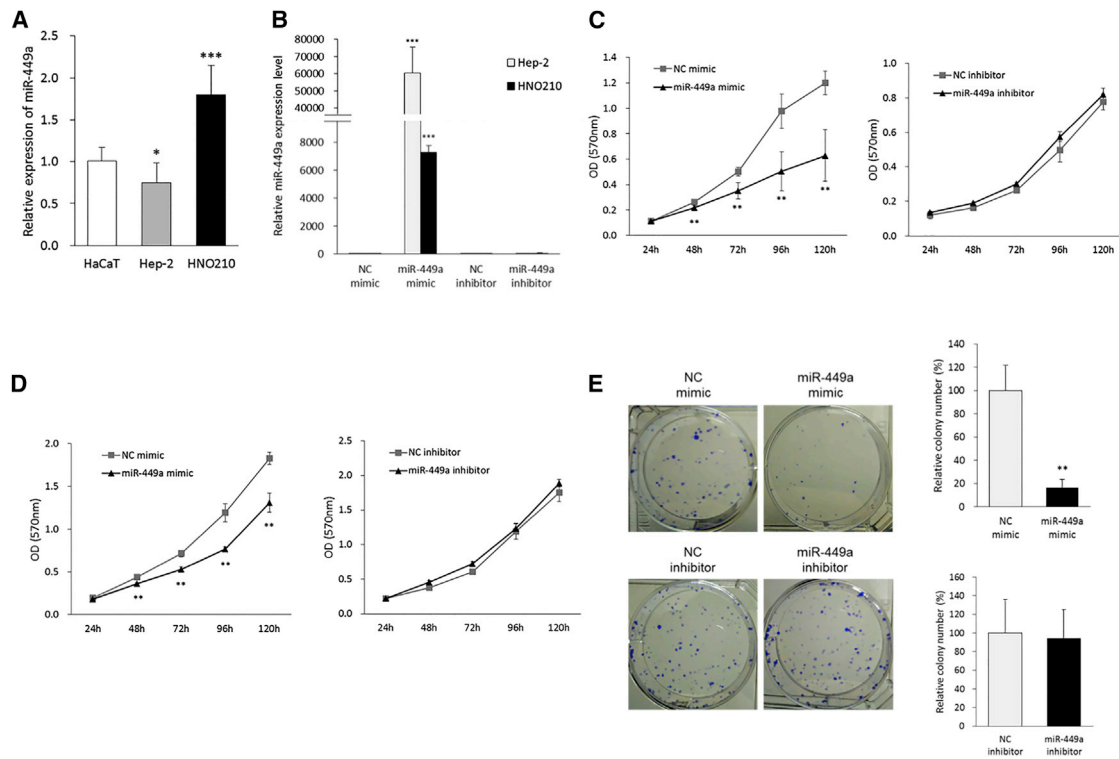 A
Relative expression of miR-449a
2.5
2.0
1.5
1.0
0.5
0.0
***
*
HaCaT Hep-2 HNO210
B
Relative miR-449a expression level
80000
70000
60000
50000
40000
8000
6000
4000
2000
0
***
***
Hep-2
HNO210
NC mimic
miR-449a mimic
NC inhibitor
miR-449a inhibitor
C
OD (570nm)
1.4
1.2
1.0
0.8
0.6
0.4
0.2
0.0
NC mimic
miR-449a mimic
**
**
**
**
24h 48h 72h 96h 120h
OD (570nm)
1.0
0.8
0.6
0.4
0.2
0.0
NC inhibitor
miR-449a inhibitor
24h 48h 72h 96h 120h
D
OD (570nm)
2.0
1.5
1.0
0.5
0.0
NC mimic
miR-449a mimic
**
**
**
**
24h 48h 72h 96h 120h
OD (570nm)
2.5
2.0
1.5
1.0
0.5
0.0
NC inhibitor
miR-449a inhibitor
24h 48h 72h 96h 120h
E
NC
mimic
miR-449a
mimic
NC
inhibitor
miR-449a
inhibitor
Relative colony number (%)
140
120
100
80
60
40
20
0
**
NC
mimic
miR-449a
mimic
Relative colony number (%)
160
140
120
100
80
60
40
20
0
NC
inhibitor
miR-449a
inhibitor